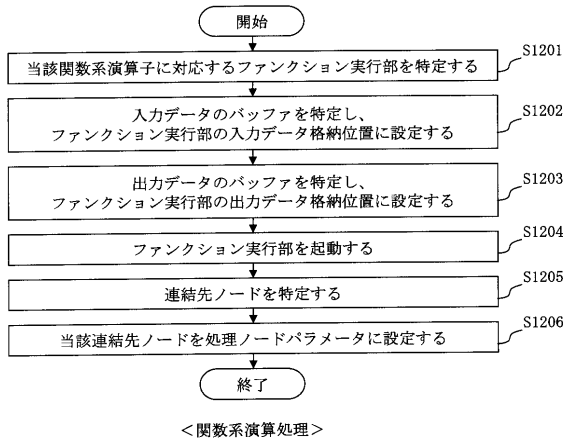 開始
当該関数系演算子に対応するファンクション実行部を特定する
S1201
入力データのバッファを特定し、
ファンクション実行部の入力データ格納位置に設定する
S1202
出力データのバッファを特定し、
ファンクション実行部の出力データ格納位置に設定する
S1203
ファンクション実行部を起動する
S1204
連結先ノードを特定する
S1205
当該連結先ノードを処理ノードパラメータに設定する
S1206
終了
＜関数系演算処理＞